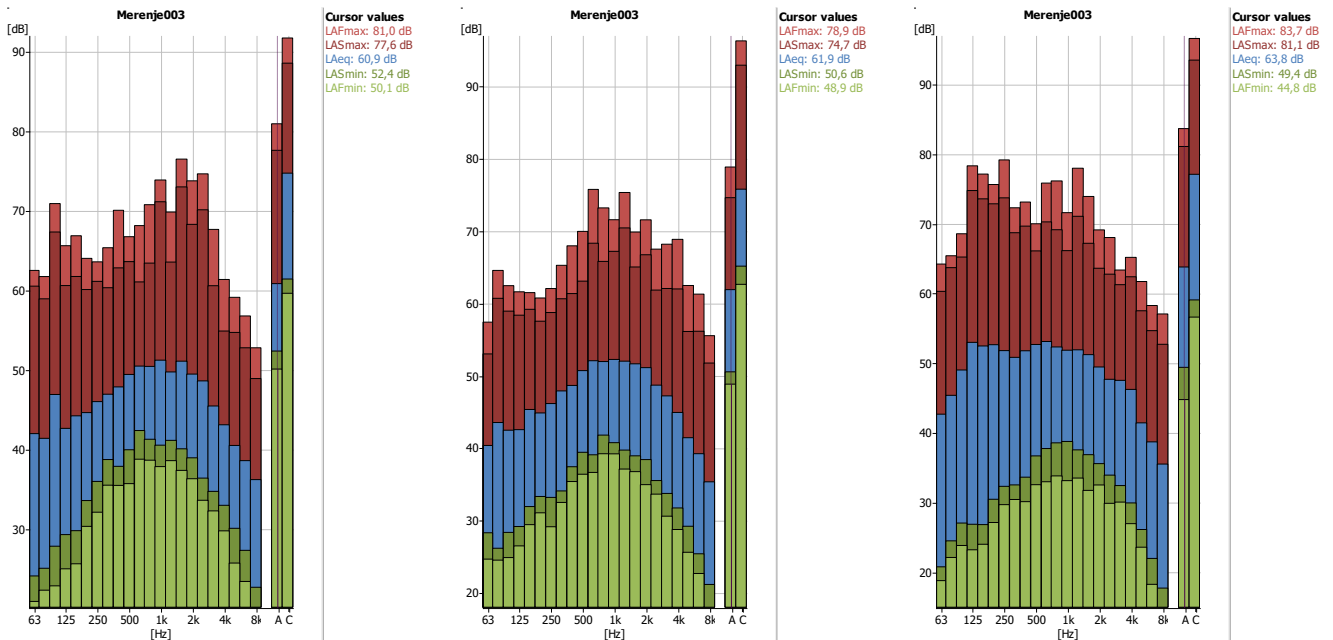 Merenje003
[dB]
90
80
70
60
50
40
30
63 125 250 500 1k 2k 4k 8k A C
[Hz]
Cursor values
LAFmax: 81,0 dB
LASmax: 77,6 dB
LAeq: 60,9 dB
LASmin: 52,4 dB
LAFmin: 50,1 dB
Merenje003
[dB]
90
80
70
60
50
40
30
20
63 125 250 500 1k 2k 4k 8k A C
[Hz]
Cursor values
LAFmax: 78,9 dB
LASmax: 74,7 dB
LAeq: 61,9 dB
LASmin: 50,6 dB
LAFmin: 48,9 dB
Merenje003
[dB]
90
80
70
60
50
40
30
20
63 125 250 500 1k 2k 4k 8k A C
[Hz]
Cursor values
LAFmax: 83,7 dB
LASmax: 81,1 dB
LAeq: 63,8 dB
LASmin: 49,4 dB
LAFmin: 44,8 dB